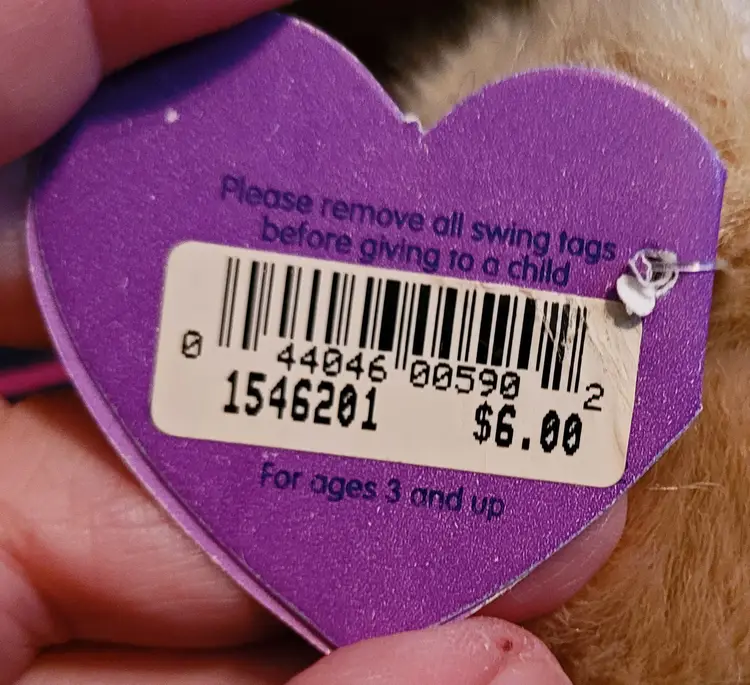 Please remove all swing tags
before giving to a child
0 44046 00590 2
1546201 $6.00
For ages 3 and up